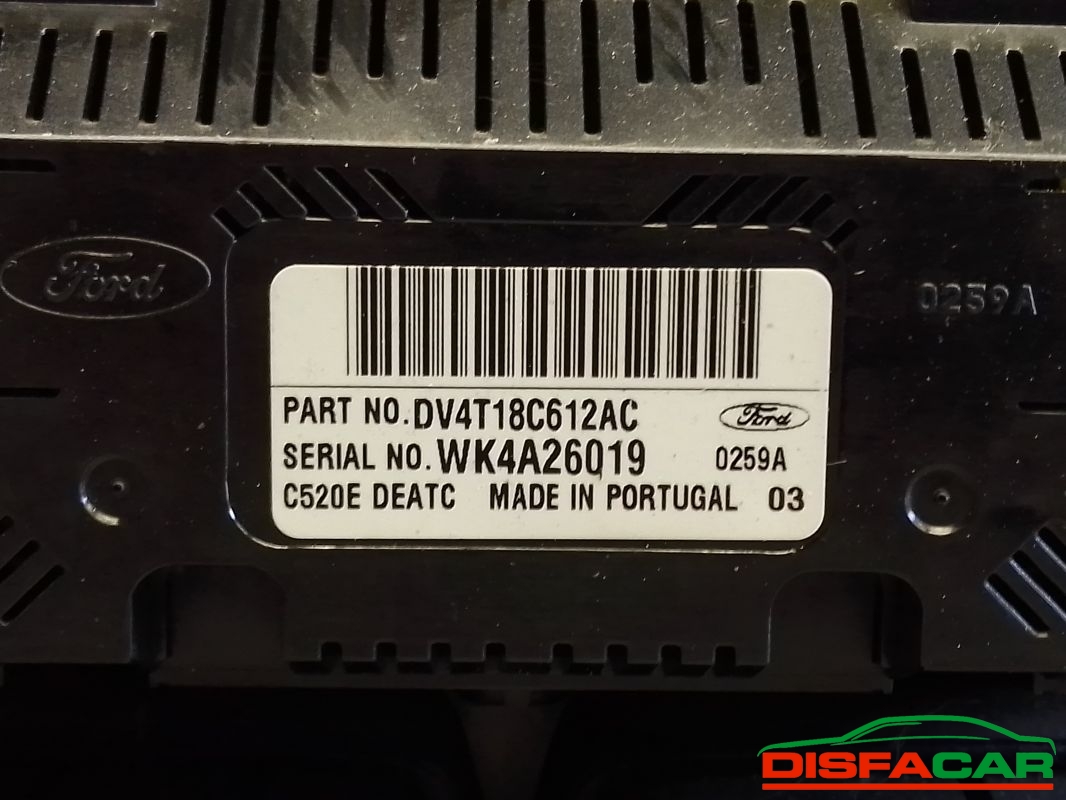 Ford
0259A
PART NO. DV4T18C612AC
Ford
SERIAL NO. WK4A26019
0259A
C520E DEATC MADE IN PORTUGAL 03
DISFACAR